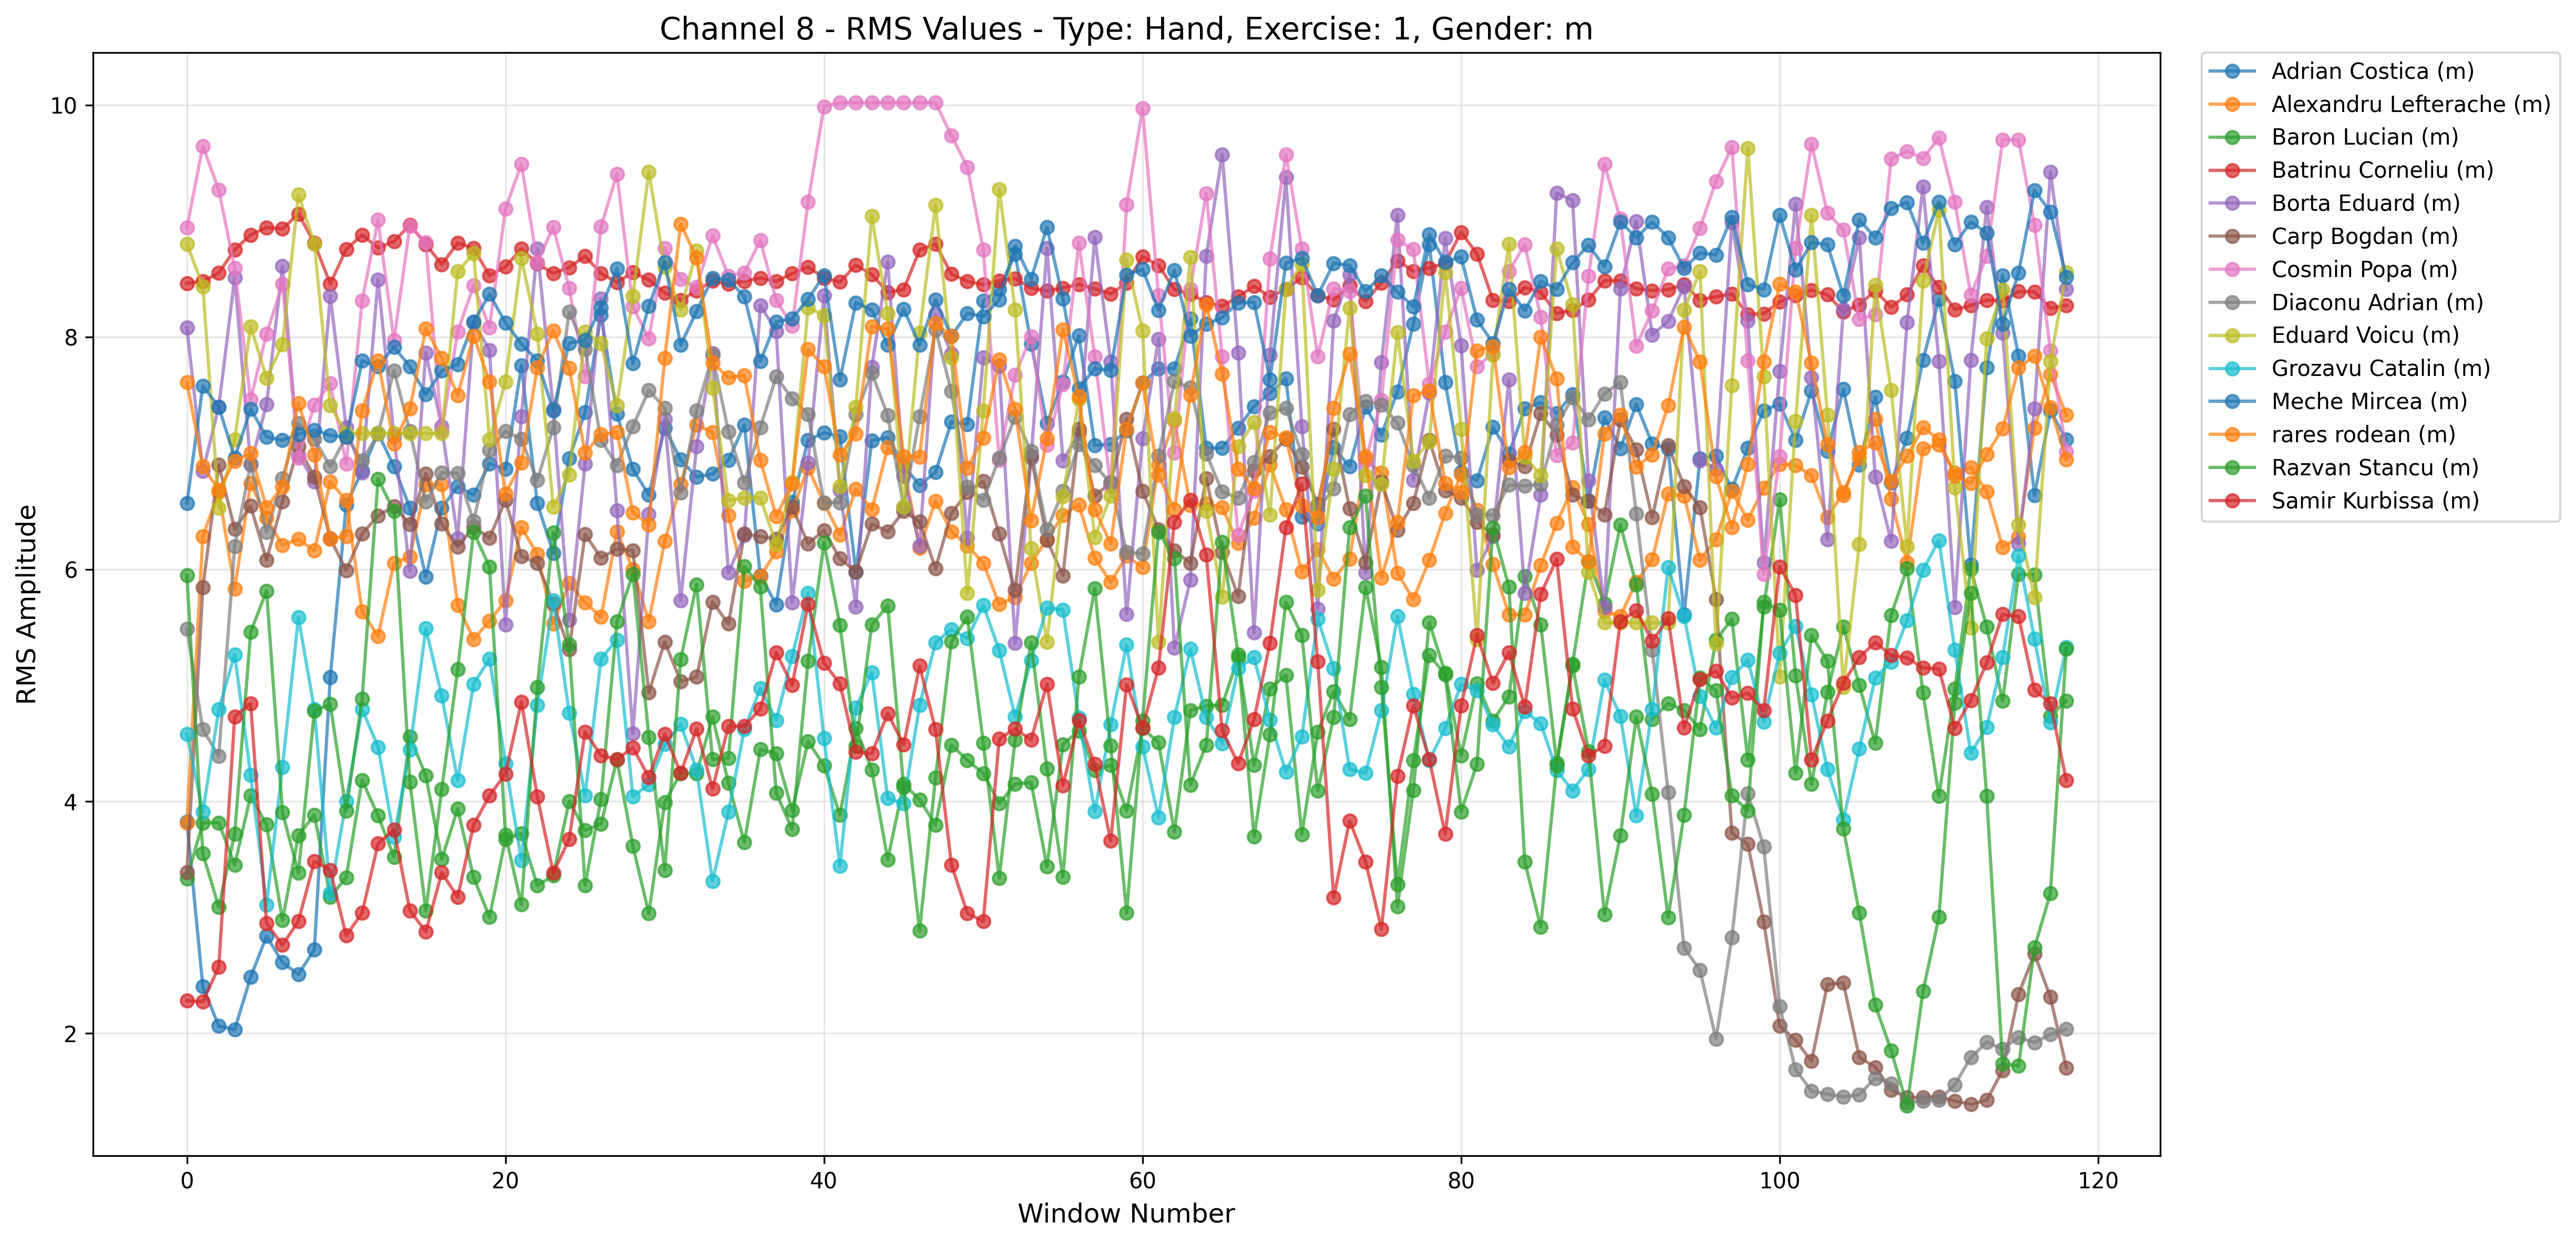 Channel 8 - RMS Values - Type: Hand, Exercise: 1, Gender: m
10
8
6
4
2
RMS Amplitude
0
20
40
60
80
100
120
Window Number
Adrian Costica (m)
Alexandru Lefterache (m)
Baron Lucian (m)
Batrinu Corneliu (m)
Borta Eduard (m)
Carp Bogdan (m)
Cosmin Popa (m)
Diaconu Adrian (m)
Eduard Voicu (m)
Grozavu Catalin (m)
Meche Mircea (m)
rares rodean (m)
Razvan Stancu (m)
Samir Kurbissa (m)